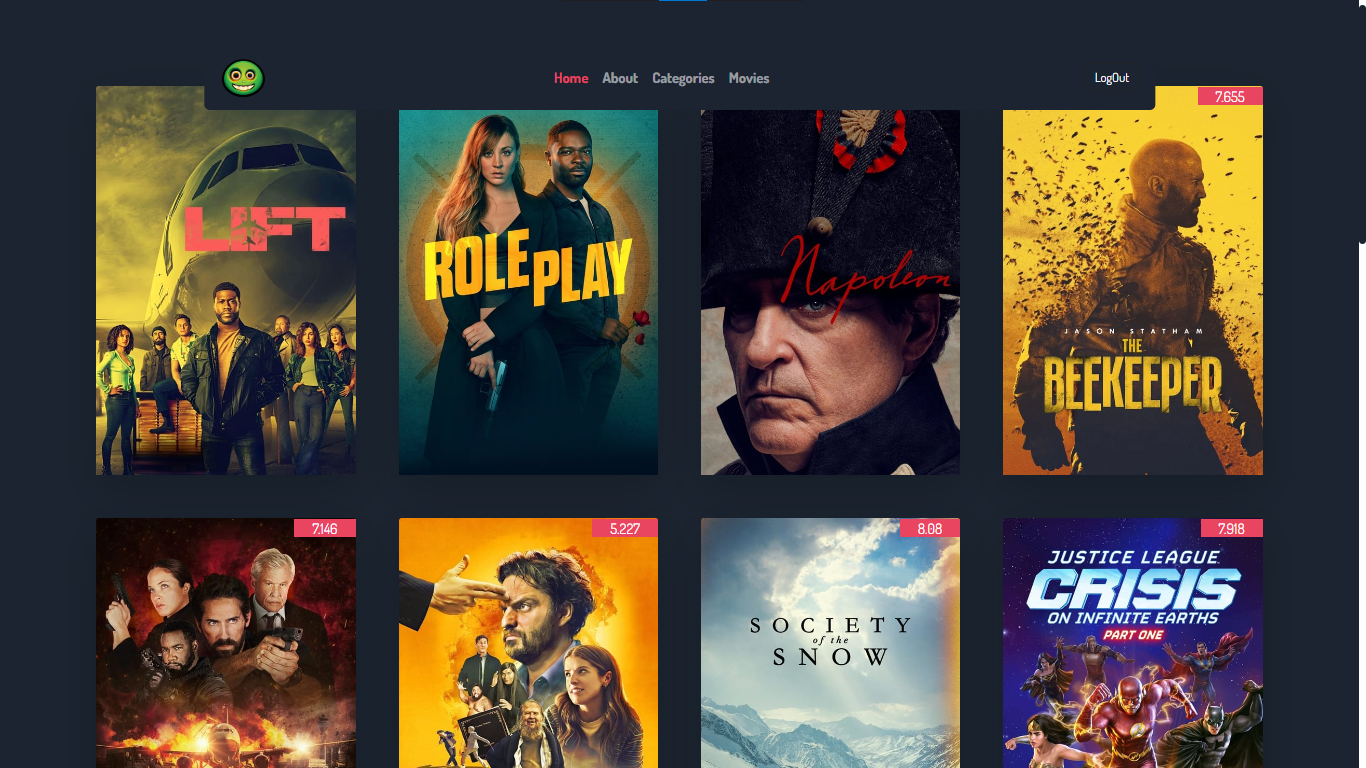 Home About Categories Movies LogOut
7.655
LIFT
ROLE PLAY
Napoleon
JASON STATHAM
THE
BEEKEEPER
7.146
5.227
8.08
7.918
SOCIETY
of the
SNOW
JUSTICE LEAGUE
CRISIS
ON INFINITE EARTHS
PART ONE